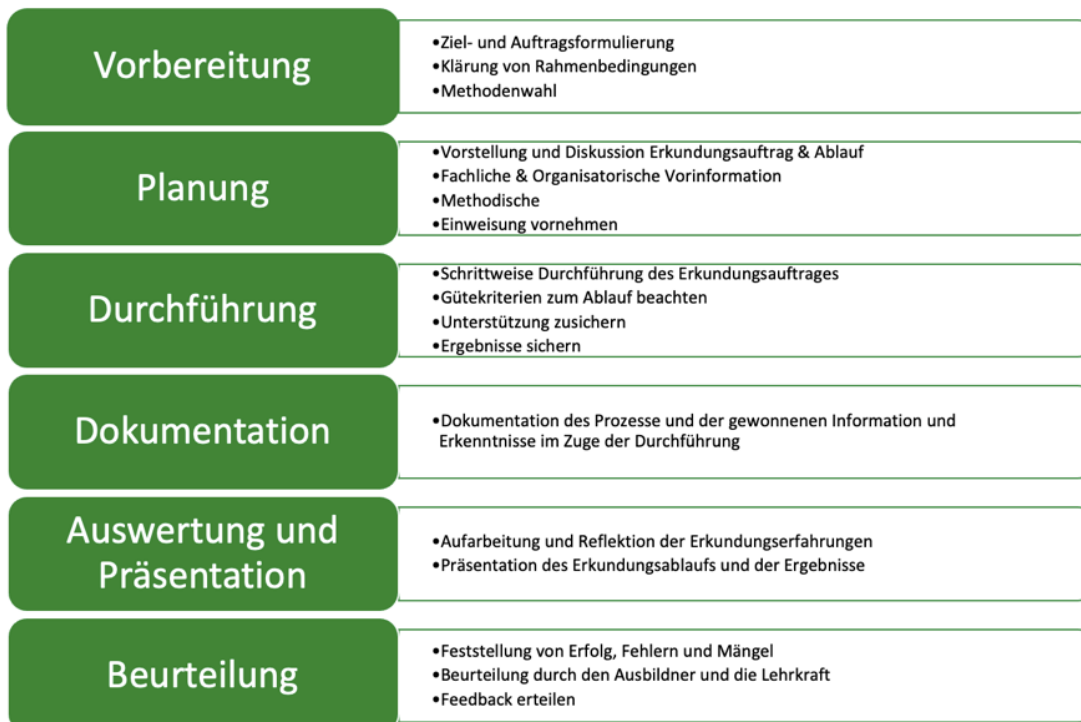 Vorbereitung
•Ziel- und Auftragsformulierung
•Klärung von Rahmenbedingungen
•Methodenwahl
Planung
•Vorstellung und Diskussion Erkundungsauftrag & Ablauf
•Fachliche & Organisatorische Vorinformation
•Methodische
•Einweisung vornehmen
Durchführung
•Schrittweise Durchführung des Erkundungsauftrages
•Gütekriterien zum Ablauf beachten
•Unterstützung zusichern
•Ergebnisse sichern
Dokumentation
•Dokumentation des Prozesse und der gewonnenen Information und
Erkenntnisse im Zuge der Durchführung
Auswertung und
Präsentation
•Aufarbeitung und Reflektion der Erkundungserfahrungen
•Präsentation des Erkundungsablaufs und der Ergebnisse
Beurteilung
•Feststellung von Erfolg, Fehlern und Mängel
•Beurteilung durch den Ausbildner und die Lehrkraft
•Feedback erteilen